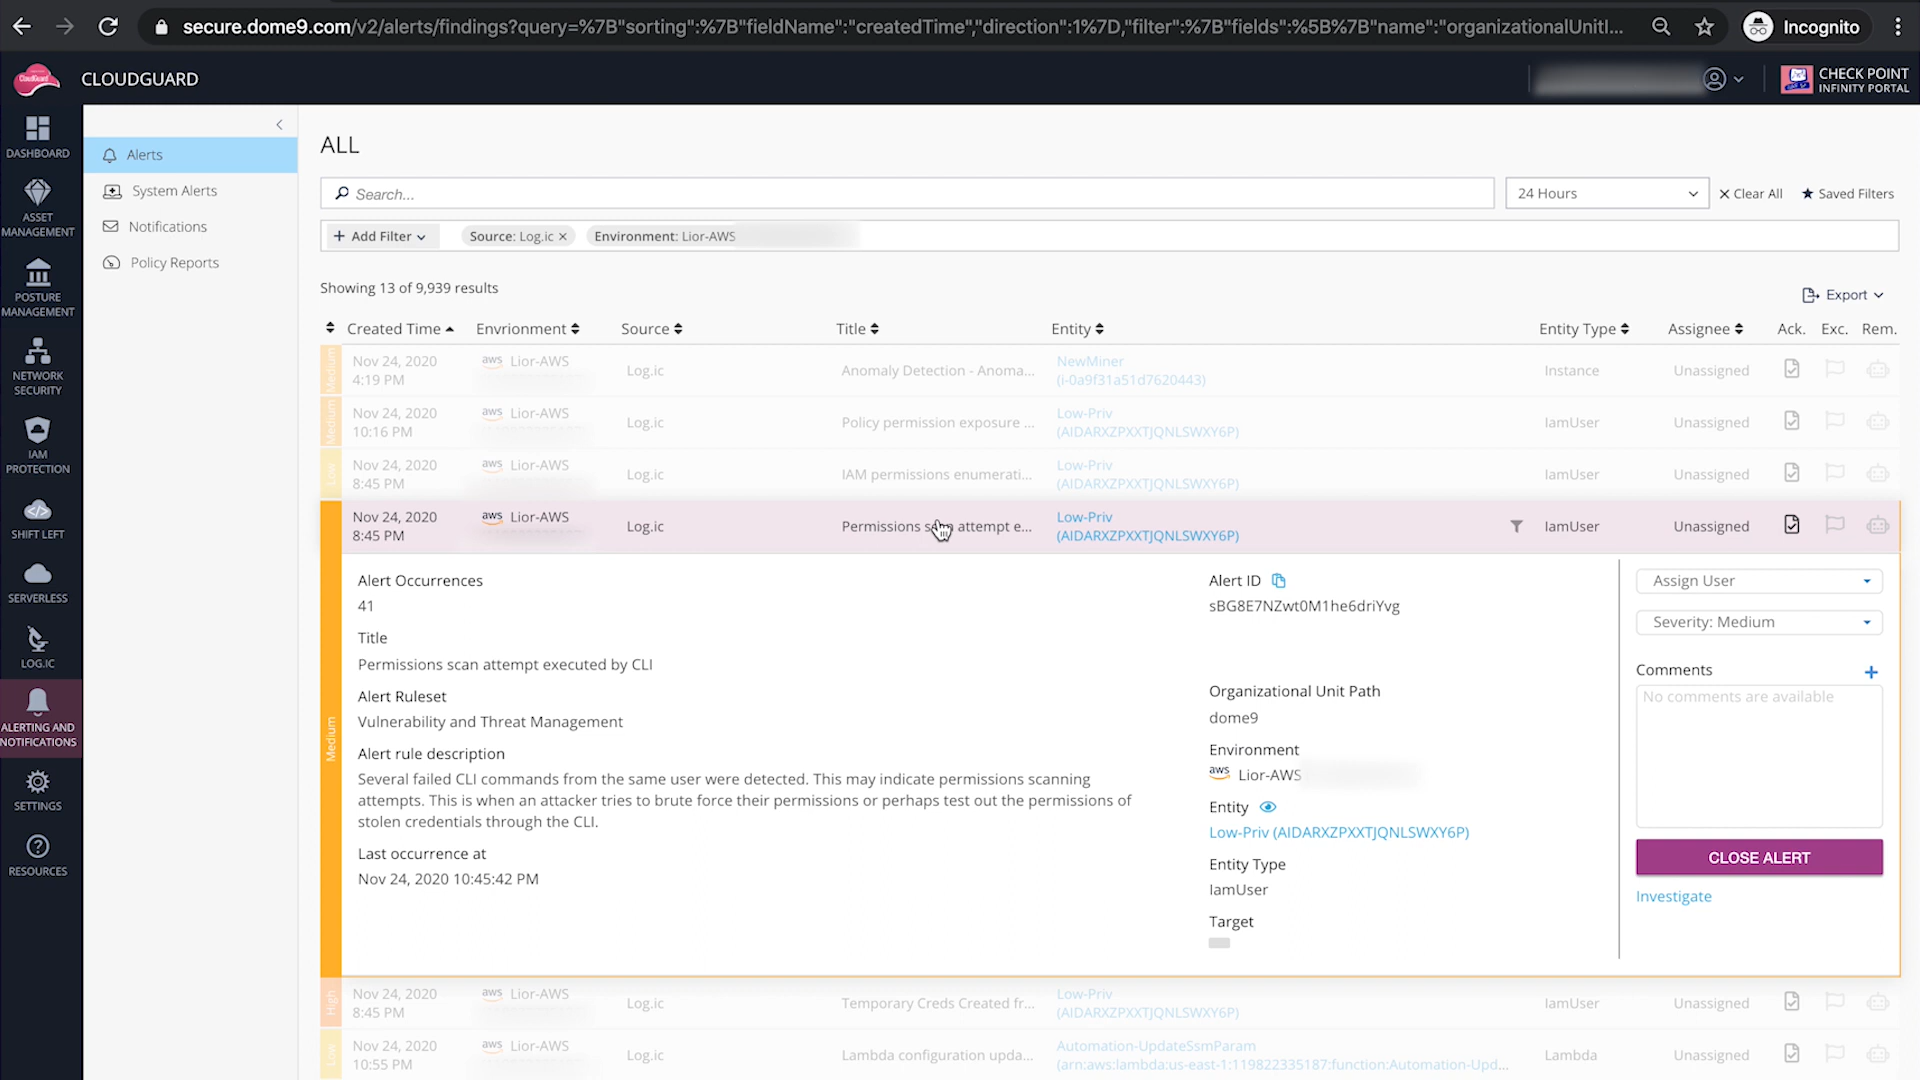 secure.dome9.com/v2/alerts/findings?query=%7B"sorting":%7B"fieldName":"createdTime","direction":1%7D,"filter":%7B"fields":%5B%7B"name":"organizationalUnitI...
Incognito
CloudGuard
CLOUDGUARD
CHECK POINT
INFINITY PORTAL
DASHBOARD
ASSET
MANAGEMENT
POSTURE
MANAGEMENT
NETWORK
SECURITY
IAM
PROTECTION
SHIFT LEFT
SERVERLESS
LOG.IC
ALERTING AND
NOTIFICATIONS
SETTINGS
RESOURCES
Alerts
System Alerts
Notifications
Policy Reports
ALL
Search...
24 Hours
Clear All
Saved Filters
Add Filter
Source: Log.ic
Environment: Lior-AWS
Showing 13 of 9,939 results
Export
Created Time Envrionment Source Title Entity Entity Type Assignee Ack. Exc. Rem.
Medium
Nov 24, 2020 aws Lior-AWS Log.ic Anomaly Detection - Anoma... NewMiner Instance Unassigned
4:19 PM (i-0a9f31a51d7620443)
Medium
Nov 24, 2020 aws Lior-AWS Log.ic Policy permission exposure ... Low-Priv IamUser Unassigned
10:16 PM (AIDARXZPXXTJQNLSWXY6P)
Low
Nov 24, 2020 aws Lior-AWS Log.ic IAM permissions enumerati... Low-Priv IamUser Unassigned
8:45 PM (AIDARXZPXXTJQNLSWXY6P)
Nov 24, 2020 aws Lior-AWS Log.ic Permissions scan attempt e... Low-Priv IamUser Unassigned
8:45 PM (AIDARXZPXXTJQNLSWXY6P)
Medium
Alert Occurrences
41
Title
Permissions scan attempt executed by CLI
Alert Ruleset
Vulnerability and Threat Management
Alert rule description
Several failed CLI commands from the same user were detected. This may indicate permissions scanning
attempts. This is when an attacker tries to brute force their permissions or perhaps test out the permissions of
stolen credentials through the CLI.
Last occurrence at
Nov 24, 2020 10:45:42 PM
Alert ID
sBG8E7NZwt0M1he6driYvg
Organizational Unit Path
dome9
Environment
aws Lior-AWS
Entity
Low-Priv (AIDARXZPXXTJQNLSWXY6P)
Entity Type
IamUser
Target
Assign User
Severity: Medium
Comments
No comments are available
CLOSE ALERT
Investigate
High
Nov 24, 2020 aws Lior-AWS Log.ic Temporary Creds Created fr... Low-Priv IamUser Unassigned
8:45 PM (AIDARXZPXXTJQNLSWXY6P)
Low
Nov 24, 2020 aws Lior-AWS Log.ic Lambda configuration upda... Automation-UpdateSsmParam Lambda Unassigned
10:55 PM (arn:aws:lambda:us-east-1:119822335187:function:Automation-Upd...